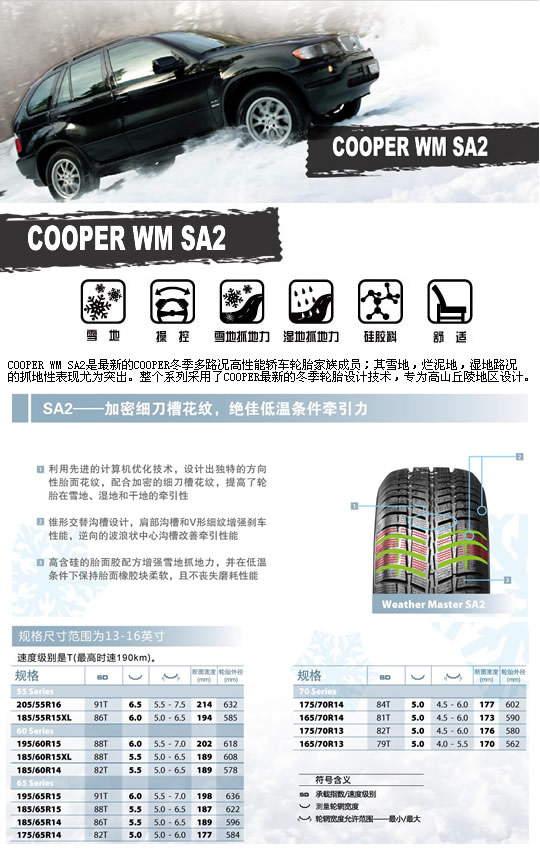 COOPER WM SA2
COOPER WM SA2
雪 地
操 控
雪地抓地力
湿地抓地力
硅胶料
舒 适
COOPER WM SA2是最新的COOPER冬季多路况高性能轿车轮胎家族成员；其雪地，烂泥地，湿地路况
的抓地性表现尤为突出。整个系列采用了COOPER最新的冬季轮胎设计技术，专为高山丘陵地区设计。
SA2——加密细刀槽花纹，绝佳低温条件牵引力
1 利用先进的计算机优化技术，设计出独特的方向
性胎面花纹，配合加密的细刀槽花纹，提高了轮
胎在雪地、湿地和干地的牵引性
2 锥形交替沟槽设计，肩部沟槽和V形细纹增强刹车
性能，逆向的波浪状中心沟槽改善牵引性能
3 高含硅的胎面胶配方增强雪地抓地力，并在低温
条件下保持胎面橡胶块柔软，且不丧失磨耗性能
2
1
3
Weather Master SA2
规格尺寸范围为13-16英寸
速度级别是T(最高时速190km)。
规格 SD 断面宽度(mm) 轮胎外径(mm)
55 Series
205/55R16 91T 6.5 5.5 - 7.5 214 632
185/55R15XL 86T 6.0 5.0 - 6.5 194 585
60 Series
195/60R15 88T 6.0 5.5 - 7.0 202 618
185/60R15XL 88T 5.5 5.0 - 6.5 189 608
185/60R14 82T 5.5 5.0 - 6.5 189 578
65 Series
195/65R15 91T 6.0 5.5 - 7.0 198 636
185/65R15 88T 5.5 5.0 - 6.5 187 622
185/65R14 86T 5.5 5.0 - 6.5 189 596
175/65R14 82T 5.0 5.0 - 6.0 177 584
规格 SD 断面宽度(mm) 轮胎外径(mm)
70 Series
175/70R14 84T 5.0 4.5 - 6.0 177 602
165/70R14 81T 5.0 4.5 - 6.0 173 590
175/70R13 82T 5.0 4.5 - 6.0 176 580
165/70R13 79T 5.0 4.0 - 5.5 170 562
符号含义
SD 承载指数/速度级别
测量轮辋宽度
轮辋宽度允许范围——最小/最大